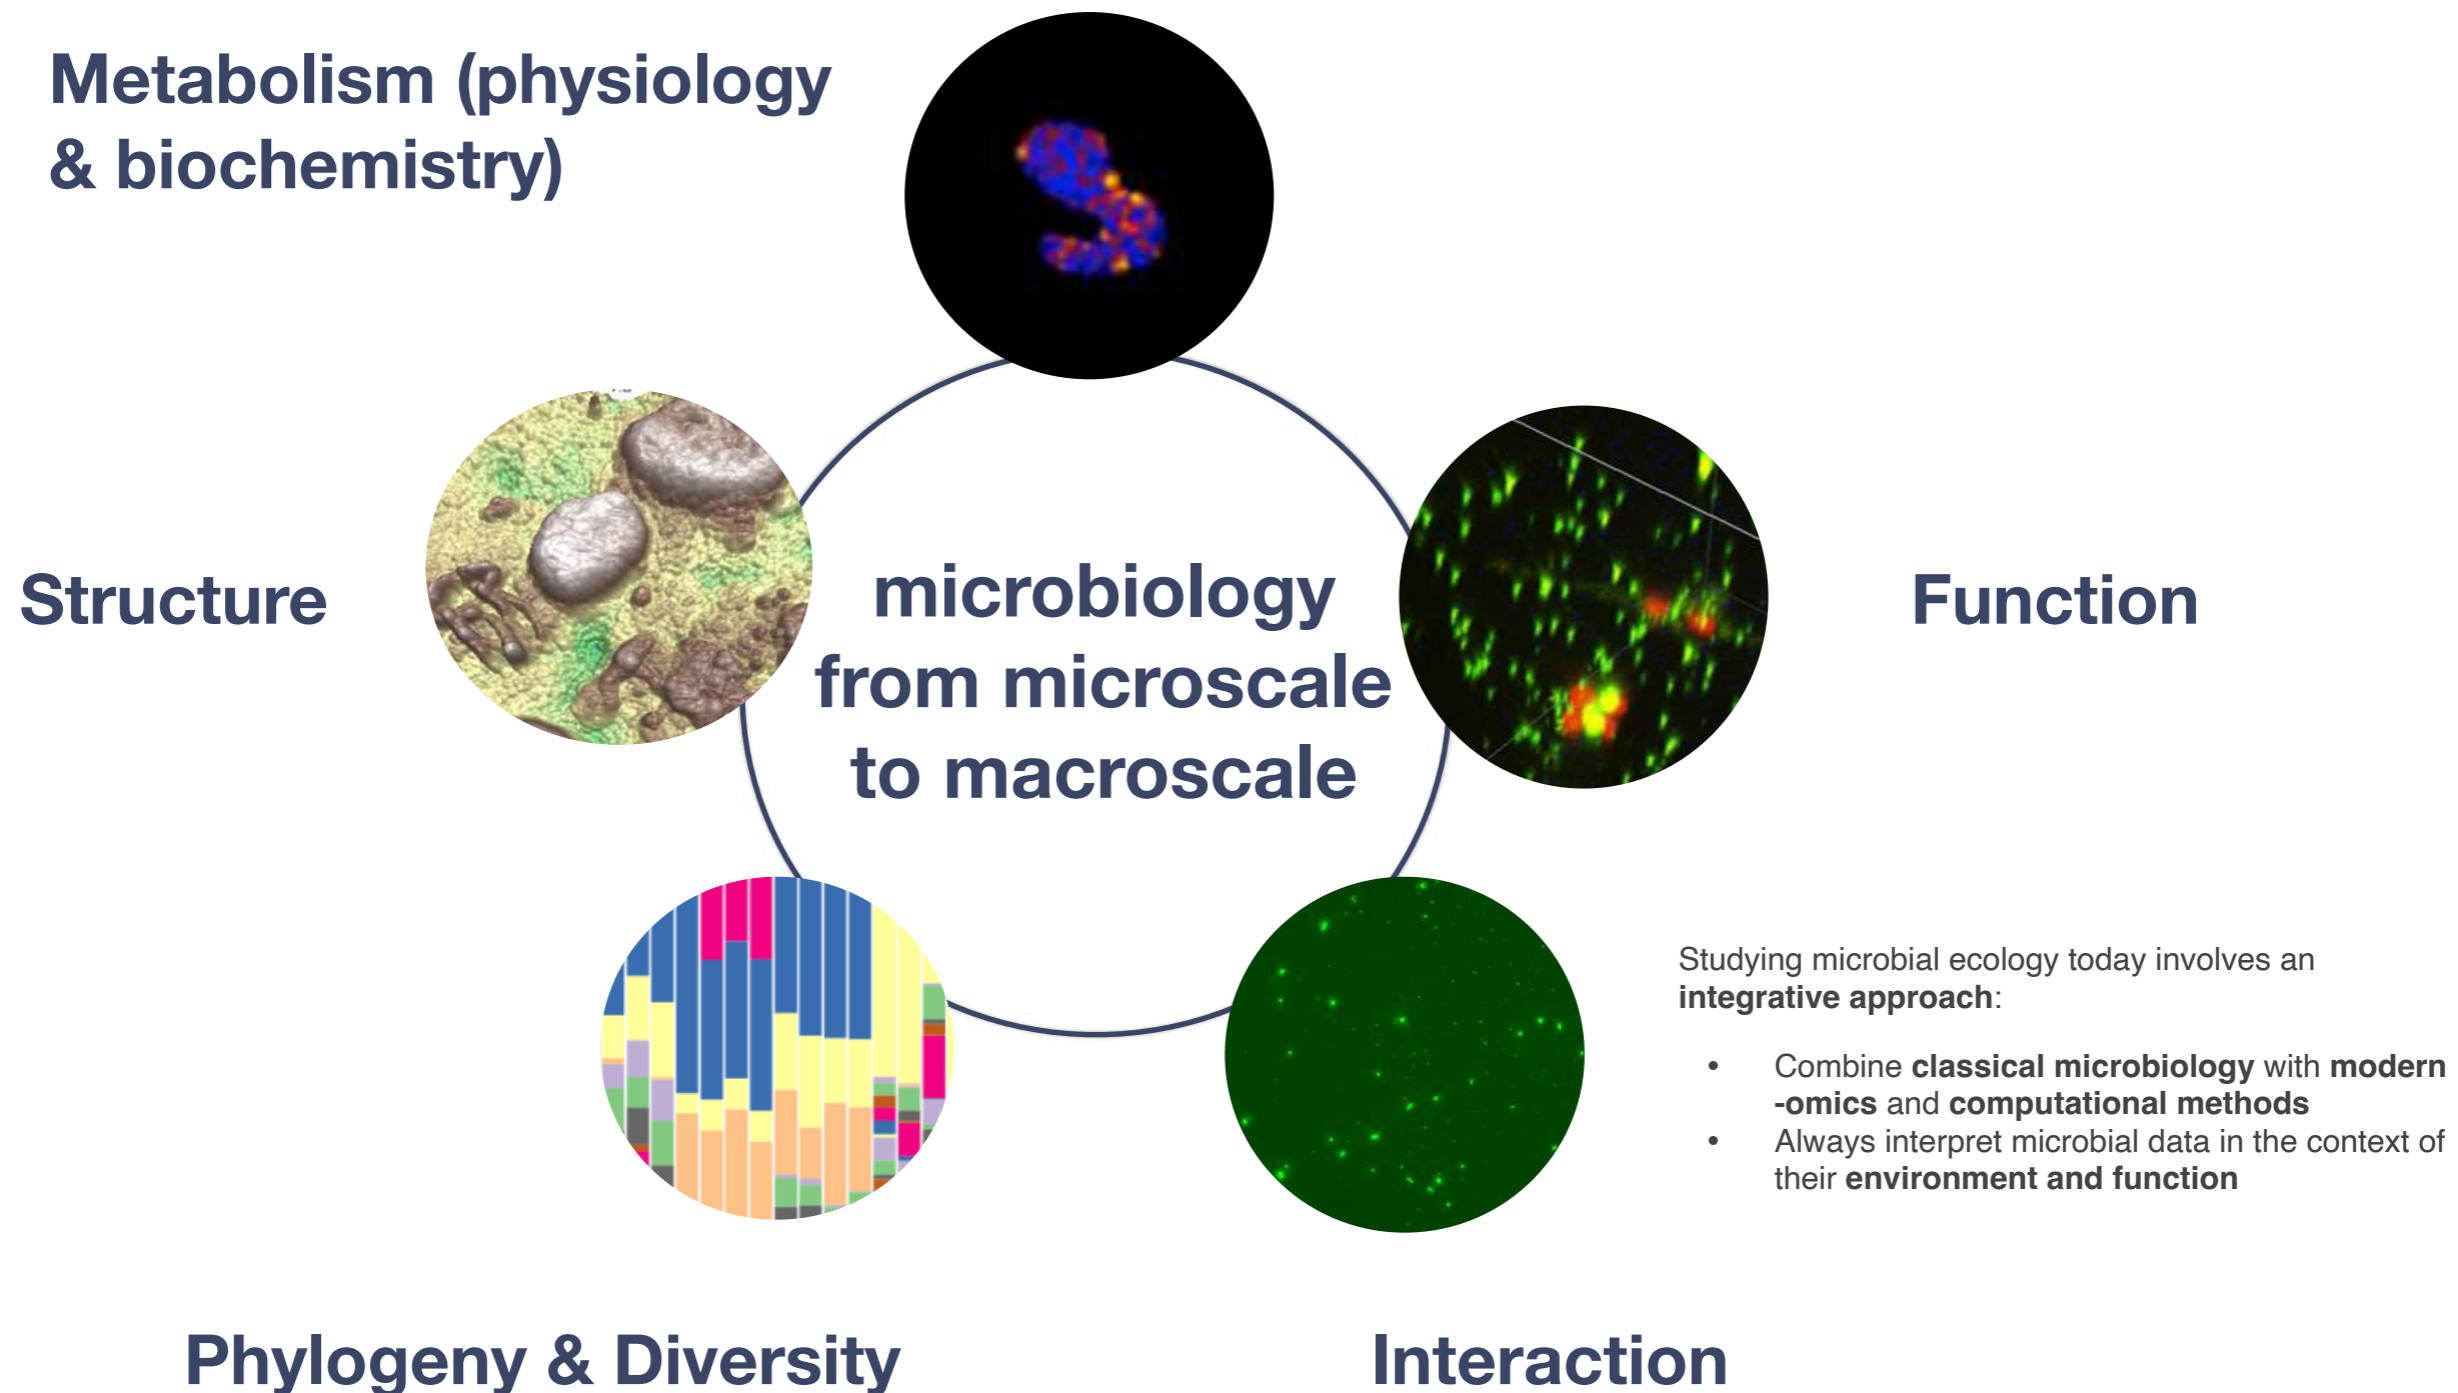 Metabolism (physiology
& biochemistry)
Structure
microbiology
from microscale
to macroscale
Function
Studying microbial ecology today involves an
integrative approach:
• Combine classical microbiology with modern
-omics and computational methods
• Always interpret microbial data in the context of
their environment and function
Phylogeny & Diversity
Interaction